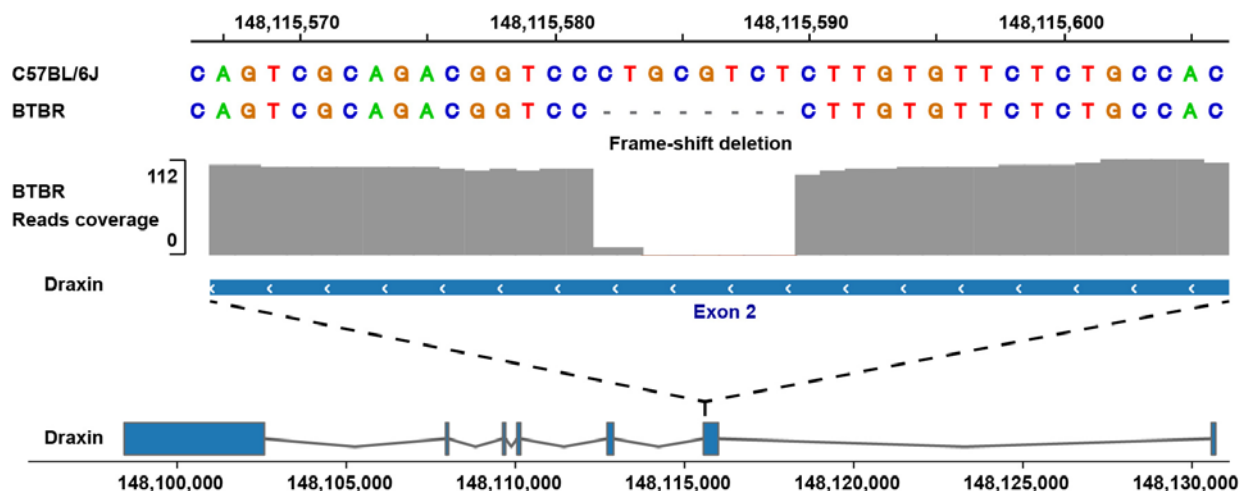 148,115,570 148,115,580 148,115,590 148,115,600
C57BL/6J C A G T C G C A G A C G G T C C C T G C G T C T C T T G T G T T C T C T G C C A C
BTBR C A G T C G C A G A C G G T C C - - - - - - - - C T T G T G T T C T C T G C C A C
Frame-shift deletion
112
BTBR
Reads coverage
0
Draxin
Exon 2
Draxin
148,100,000 148,105,000 148,110,000 148,115,000 148,120,000 148,125,000 148,130,000